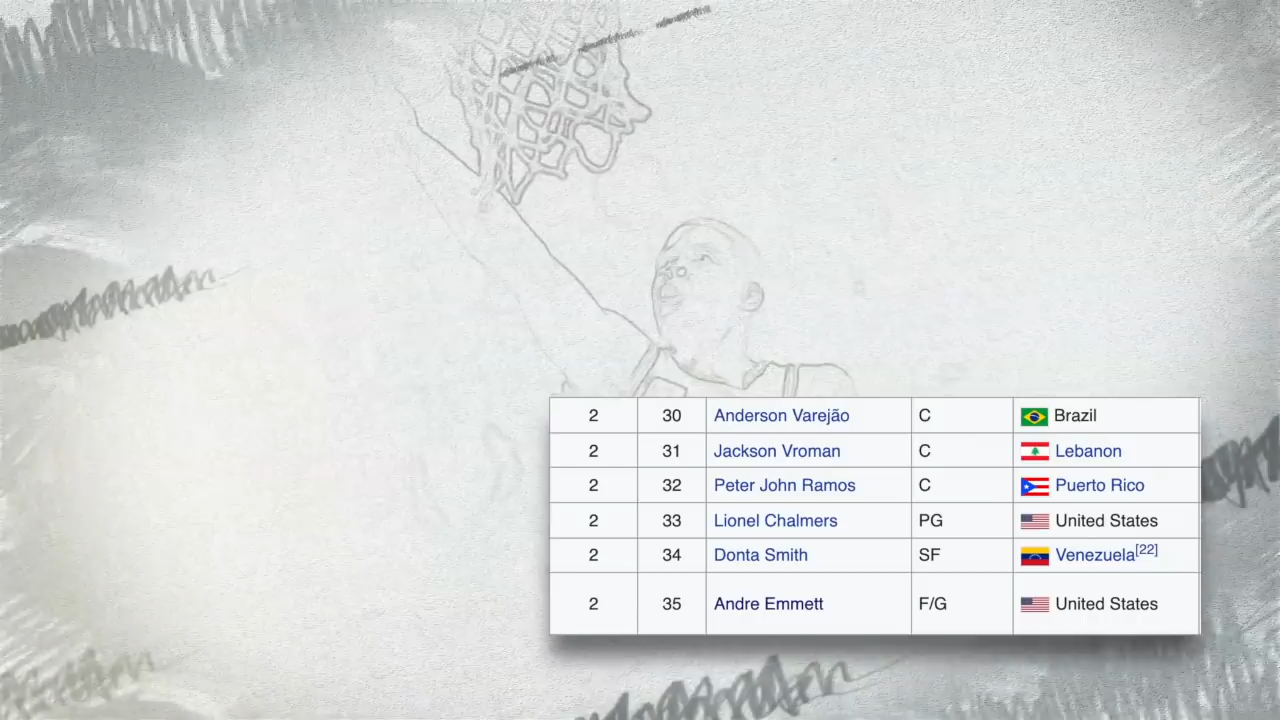 2 30 Anderson Varejão C Brazil
2 31 Jackson Vroman C Lebanon
2 32 Peter John Ramos C Puerto Rico
2 33 Lionel Chalmers PG United States
2 34 Donta Smith SF Venezuela[22]
2 35 Andre Emmett F/G United States